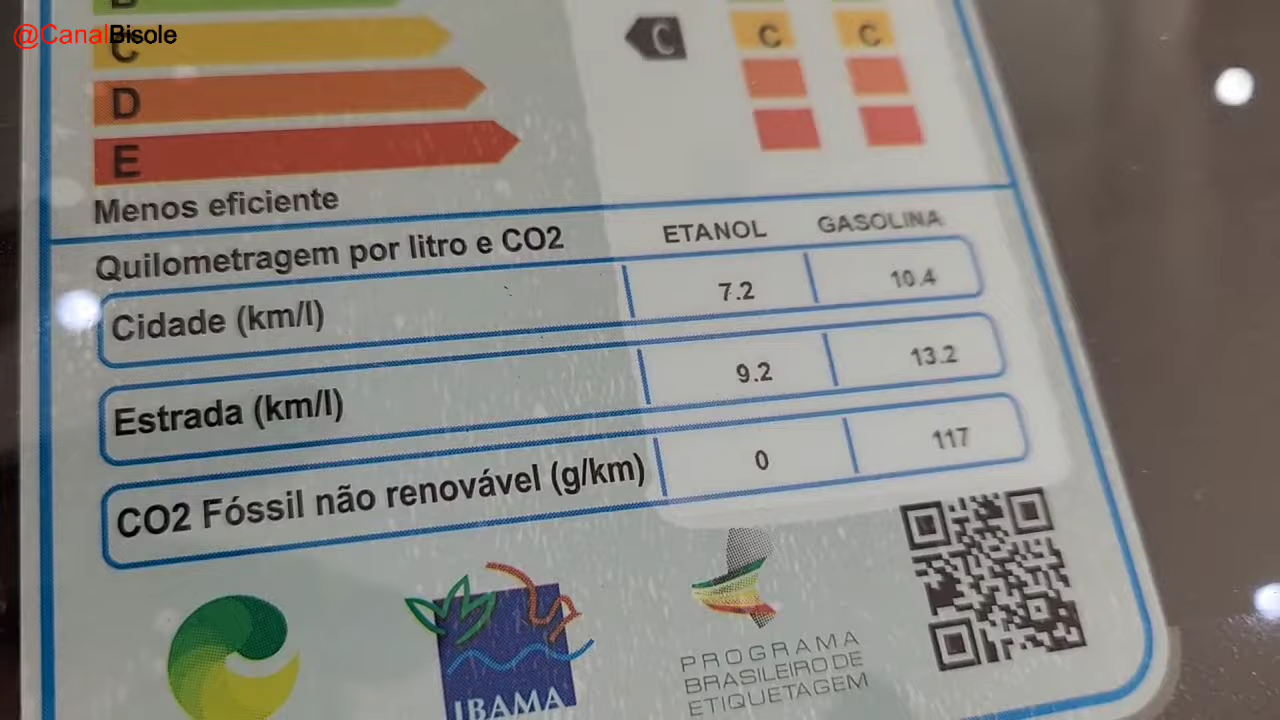 @CanalBisole
C
C
C
C
D
E
Menos eficiente
Quilometragem por litro e CO2 ETANOL GASOLINA
Cidade (km/l) 7.2 10.4
Estrada (km/l) 9.2 13.2
CO2 Fóssil não renovável (g/km) 0 117
IBAMA
PROGRAMA
BRASILEIRO DE
ETIQUETAGEM